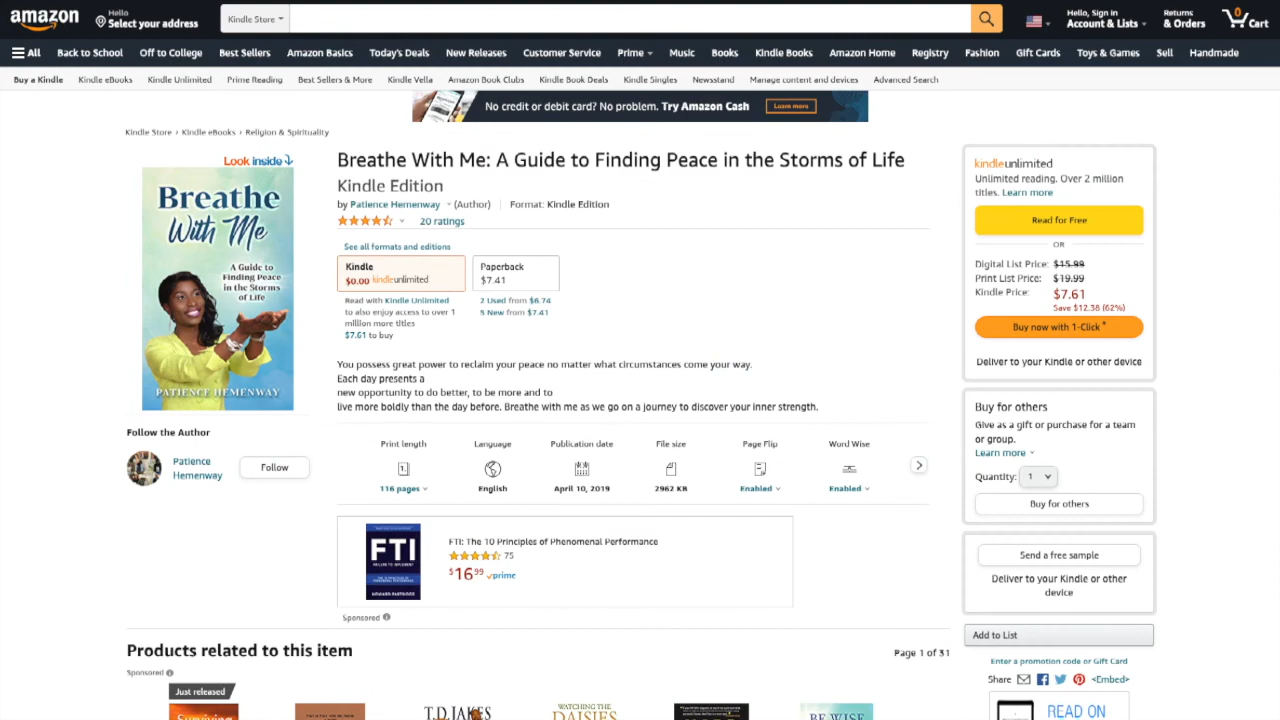 amazon
Hello
Select your address
Kindle Store
Hello, Sign in
Account & Lists
Returns
& Orders
0
Cart
All
Back to School
Off to College
Best Sellers
Amazon Basics
Today's Deals
New Releases
Customer Service
Prime
Music
Books
Kindle Books
Amazon Home
Registry
Fashion
Gift Cards
Toys & Games
Sell
Handmade
Buy a Kindle
Kindle eBooks
Kindle Unlimited
Prime Reading
Best Sellers & More
Kindle Vella
Amazon Book Clubs
Kindle Book Deals
Kindle Singles
Newsstand
Manage content and devices
Advanced Search
No credit or debit card? No problem. Try Amazon Cash
Learn more
Kindle Store › Kindle eBooks › Religion & Spirituality
Look inside
Breathe
With Me
A Guide to
Finding Peace
in the Storms
of Life
PATIENCE HEMENWAY
Follow the Author
Patience
Hemenway
Follow
Breathe With Me: A Guide to Finding Peace in the Storms of Life
Kindle Edition
by Patience Hemenway (Author) Format: Kindle Edition
20 ratings
See all formats and editions
Kindle
$0.00 kindleunlimited
Paperback
$7.41
Read with Kindle Unlimited
to also enjoy access to over 1
million more titles
$7.61 to buy
2 Used from $6.74
5 New from $7.41
You possess great power to reclaim your peace no matter what circumstances come your way.
Each day presents a
new opportunity to do better, to be more and to
live more boldly than the day before. Breathe with me as we go on a journey to discover your inner strength.
Print length
1
116 pages
Language
English
Publication date
April 10, 2019
File size
2962 KB
Page Flip
Enabled
Word Wise
Enabled
FTI
FAILURE TO IMPLEMENT
HOWARD PARTRIDGE
FTI: The 10 Principles of Phenomenal Performance
75
$16.99 prime
Sponsored
kindleunlimited
Unlimited reading. Over 2 million
titles. Learn more
Read for Free
OR
Digital List Price: $15.99
Print List Price: $19.99
Kindle Price: $7.61
Save $12.38 (62%)
Buy now with 1-Click *
Deliver to your Kindle or other device
Buy for others
Give as a gift or purchase for a team
or group.
Learn more
Quantity: 1
Buy for others
Send a free sample
Deliver to your Kindle or other
device
Add to List
Enter a promotion code or Gift Card
Share <Embed>
READ ON
Products related to this item
Page 1 of 31
Sponsored
Just released
Surviving
T.D. JAKES
WATCHING THE
DAISIES
BE WISE